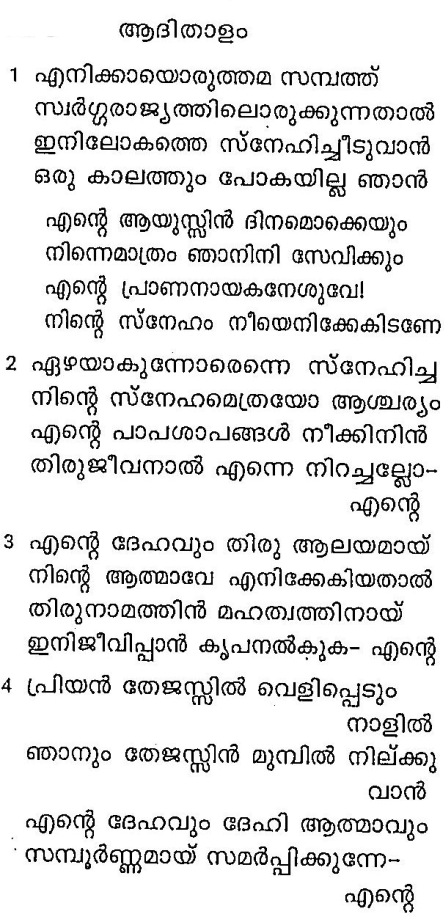 ആദിതാളം
1 എനിക്കായൊരുത്തമ സമ്പത്ത്
സ്വർഗ്ഗരാജ്യത്തിലൊരുക്കുന്നതാൽ
ഇനിലോകത്തെ സ്നേഹിച്ചീടുവാൻ
ഒരു കാലത്തും പോകയില്ല ഞാൻ
എന്റെ ആയുസ്സിൻ ദിനമൊക്കെയും
നിന്നെമാത്രം ഞാനിനി സേവിക്കും
എന്റെ പ്രാണനായകനേശുവേ!
നിന്റെ സ്നേഹം നീയെനിക്കേകിടണേ
2 ഏഴയാകുന്നോരെന്നെ സ്നേഹിച്ച
നിന്റെ സ്നേഹമെത്രയോ ആശ്ചര്യം
എന്റെ പാപശാപങ്ങൾ നീക്കിനിൻ
തിരുജീവനാൽ എന്നെ നിറച്ചല്ലോ-
എന്റെ
3 എന്റെ ദേഹവും തിരു ആലയമായ്
നിന്റെ ആത്മാവേ എനിക്കേകിയതാൽ
തിരുനാമത്തിൻ മഹത്വത്തിനായ്
ഇനിജീവിപ്പാൻ കൃപനൽകുക- എന്റെ
4 പ്രിയൻ തേജസ്സിൽ വെളിപ്പെടും
നാളിൽ
ഞാനും തേജസ്സിൻ മുമ്പിൽ നില്ക്കു
വാൻ
എന്റെ ദേഹവും ദേഹി ആത്മാവും
സമ്പൂർണ്ണമായ് സമർപ്പിക്കുന്നേ-
എന്റെ